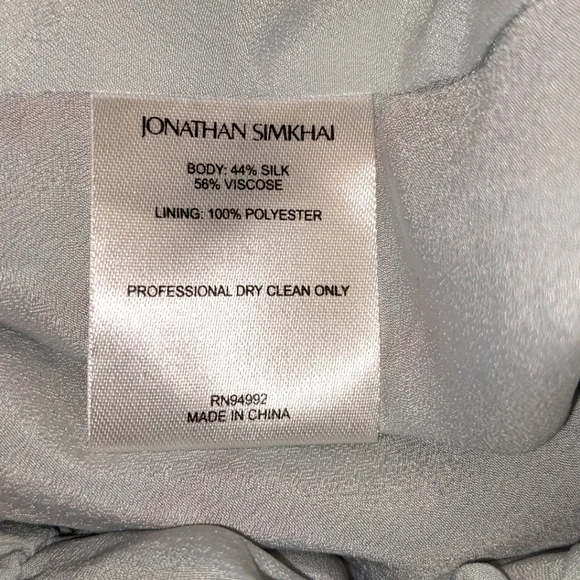 JONATHAN SIMKHAI
BODY: 44% SILK
56% VISCOSE
LINING: 100% POLYESTER
PROFESSIONAL DRY CLEAN ONLY
RN94992
MADE IN CHINA